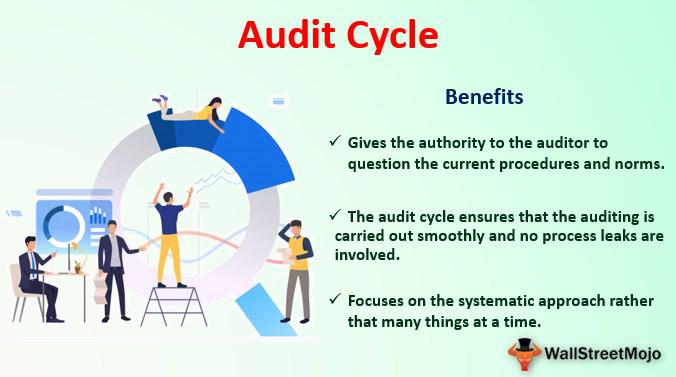 Audit Cycle
Benefits
✓ Gives the authority to the auditor to
question the current procedures and norms.
✓ The audit cycle ensures that the auditing is
carried out smoothly and no process leaks are
involved.
✓ Focuses on the systematic approach rather
that many things at a time.
WallStreetMojo